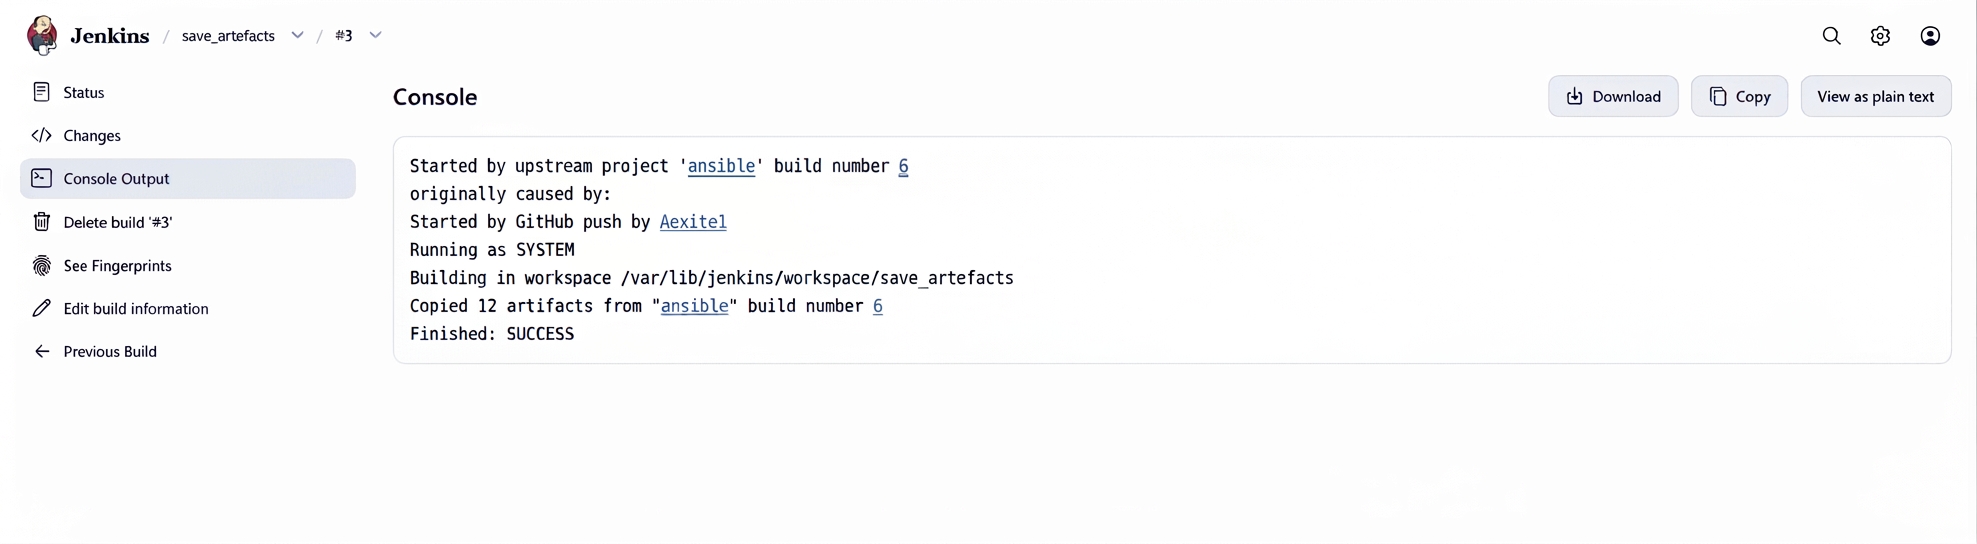 Jenkins / save_artefacts / #3
Status
Changes
Console Output
Delete build '#3'
See Fingerprints
Edit build information
Previous Build
Console
Download
Copy
View as plain text
Started by upstream project 'ansible' build number 6
originally caused by:
Started by GitHub push by Aexite1
Running as SYSTEM
Building in workspace /var/lib/jenkins/workspace/save_artefacts
Copied 12 artifacts from "ansible" build number 6
Finished: SUCCESS